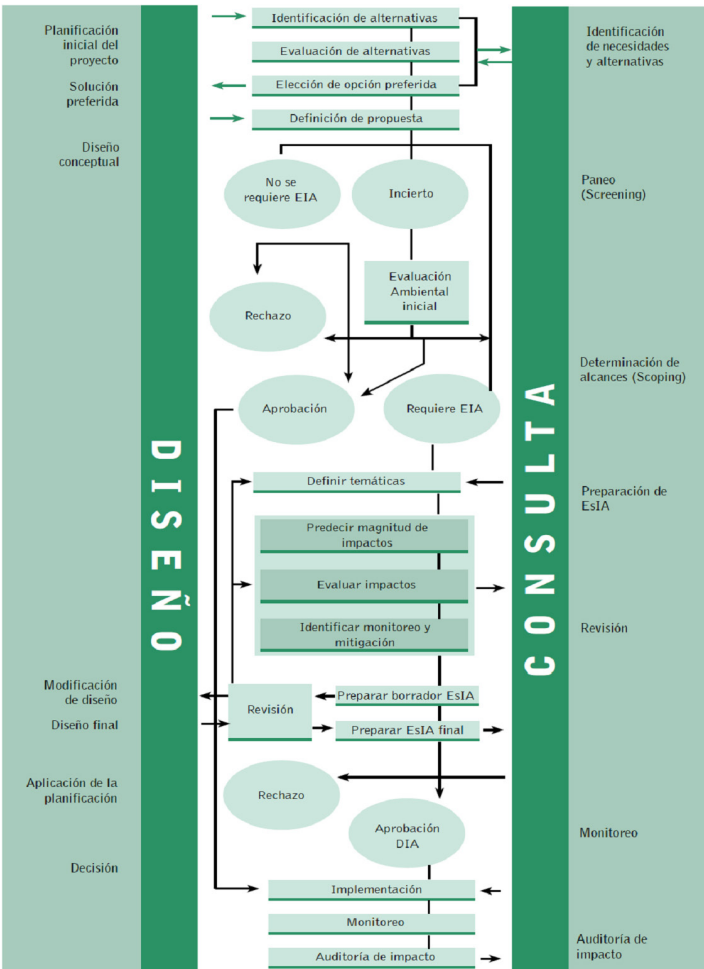 Planificación
inicial del
proyecto
Solución
preferida
Diseño
conceptual
Modificación
de diseño
Diseño final
Aplicación de la
planificación
Decisión
DISEÑO
Identificación de alternativas
Evaluación de alternativas
Elección de opción preferida
Definición de propuesta
No se
requiere EIA
Incierto
Evaluación
Ambiental
inicial
Rechazo
Aprobación
Requiere EIA
Definir temáticas
Predecir magnitud de
impactos
Evaluar impactos
Identificar monitoreo y
mitigación
Revisión
Preparar borrador EsIA
Preparar EsIA final
Rechazo
Aprobación
DIA
Implementación
Monitoreo
Auditoría de impacto
CONSULTA
Identificación
de necesidades
y alternativas
Paneo
(Screening)
Determinación de
alcances (Scoping)
Preparación de
EsIA
Revisión
Monitoreo
Auditoría de
impacto